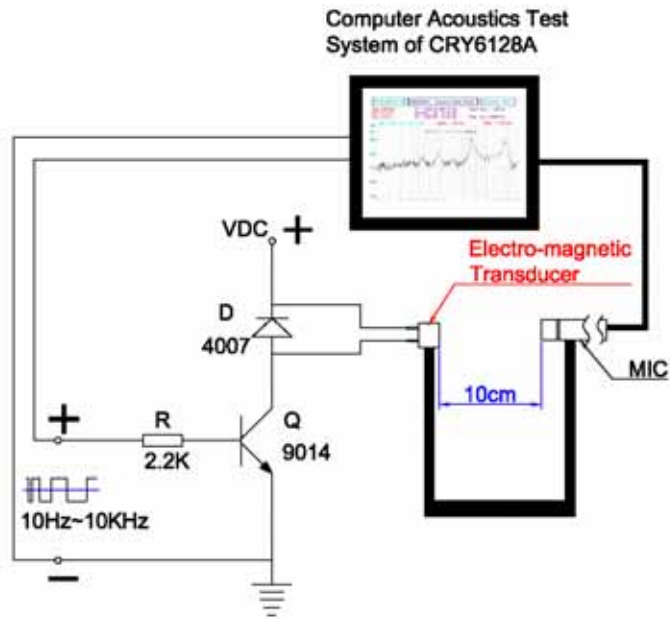 Computer Acoustics Test
System of CRY6128A
VDC +
Electro-magnetic
Transducer
D
4007
MIC
10cm
+
R
Q
2.2K
9014
10Hz~10KHz
−